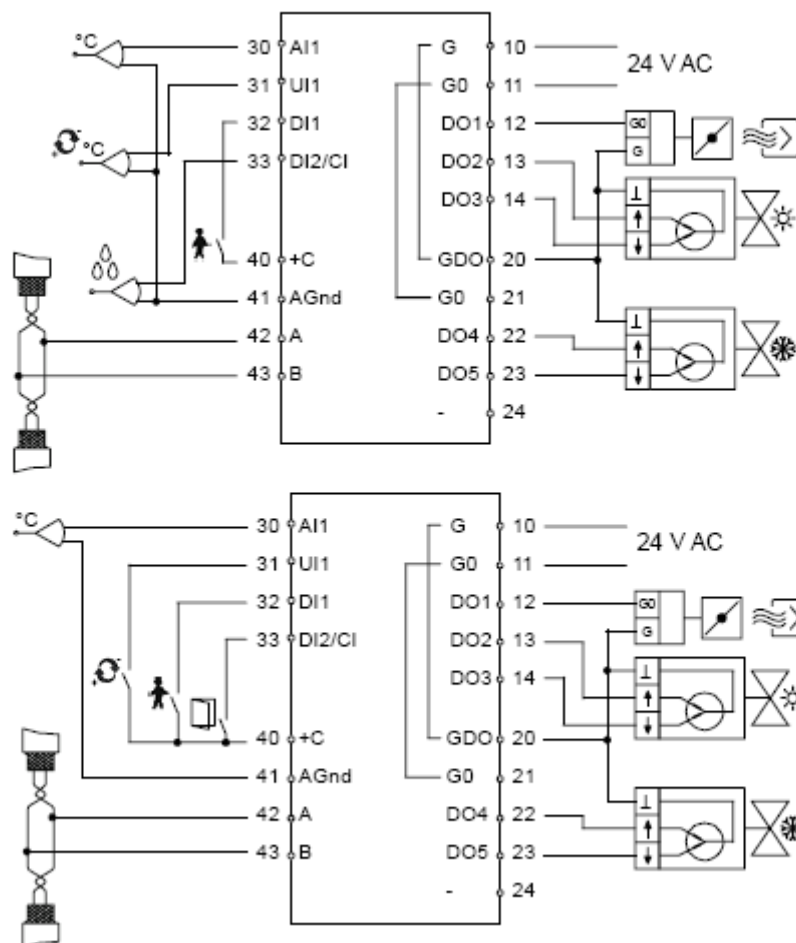 °C 30 AI1 G 10 24 V AC
31 UI1 G0 11
°C 32 DI1 DO1 12 G0
33 DI2/CI DO2 13 G
DO3 14 ⊥
↑
40 +C GDO 20 ↓
41 AGnd G0 21 ⊥
42 A DO4 22 ↑
43 B DO5 23 ↓
- 24
°C 30 AI1 G 10 24 V AC
31 UI1 G0 11
32 DI1 DO1 12 G0
33 DI2/CI DO2 13 G
DO3 14 ⊥
↑
40 +C GDO 20 ↓
41 AGnd G0 21 ⊥
42 A DO4 22 ↑
43 B DO5 23 ↓
- 24